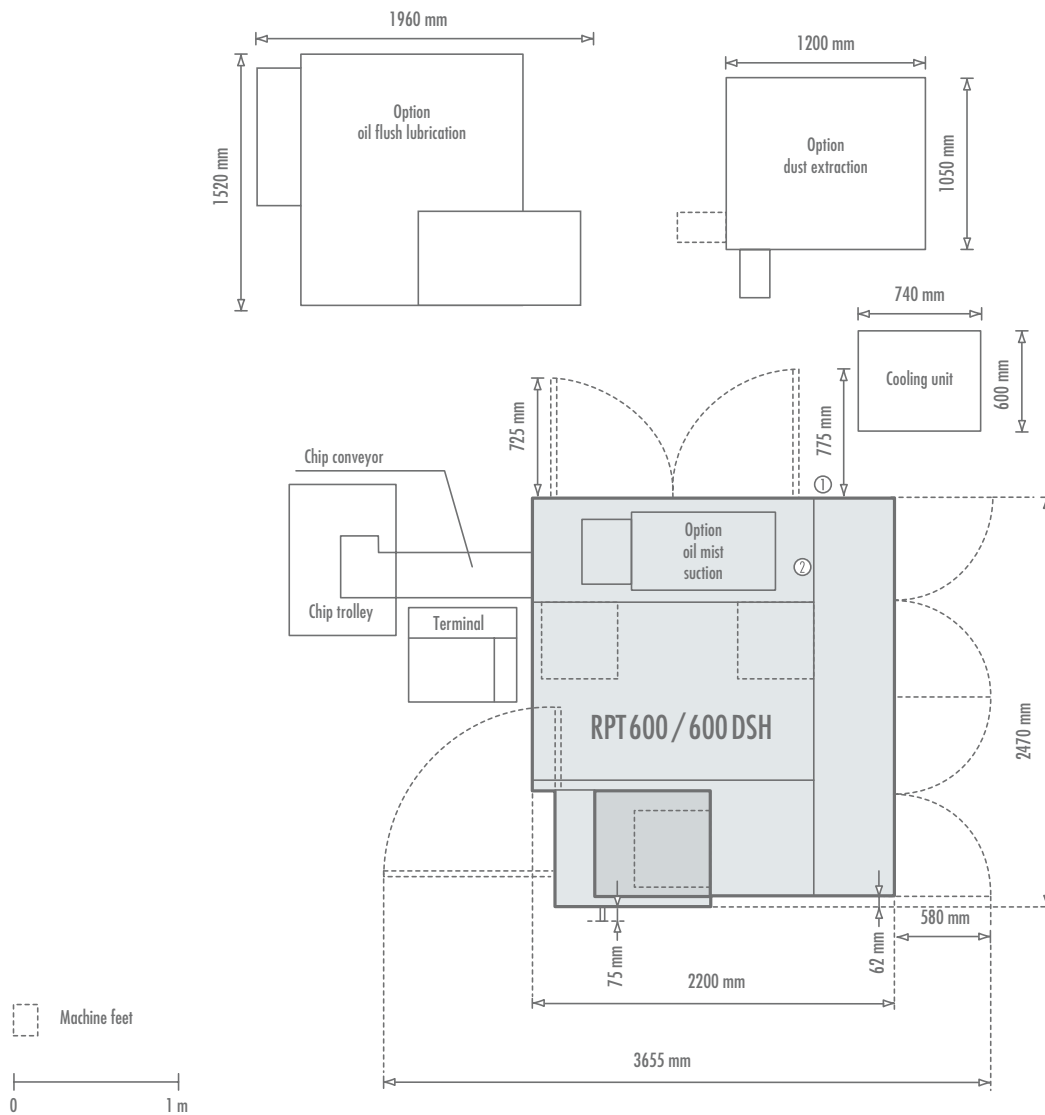 1960 mm
1200 mm
Option
oil flush lubrication
1520 mm
Option
dust extraction
1050 mm
740 mm
Cooling unit
600 mm
725 mm
775 mm
Chip conveyor
①
Option
oil mist
suction
②
Chip trolley
Terminal
RPT 600 / 600 DSH
2470 mm
580 mm
75 mm
62 mm
2200 mm
Machine feet
3655 mm
0
1 m